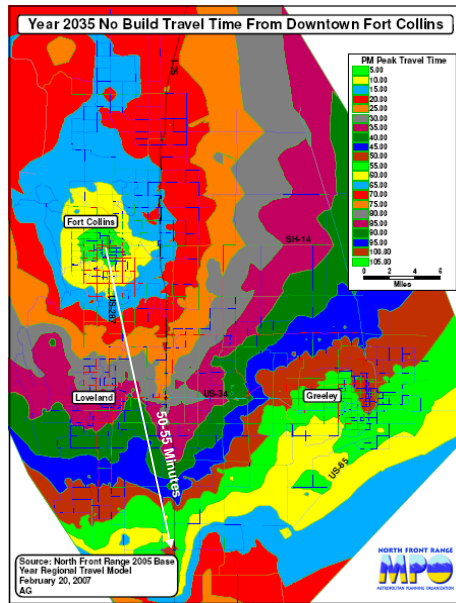 Year 2035 No Build Travel Time From Downtown Fort Collins
I-25
PM Peak Travel Time
5.00
10.00
15.00
20.00
25.00
30.00
35.00
40.00
45.00
50.00
55.00
60.00
65.00
70.00
75.00
80.00
85.00
90.00
95.00
100.00
105.00
0 2 4 6
Miles
Fort Collins
SH-14
US-287
Loveland
US-34
Greeley
50-55 Minutes
US-85
Source: North Front Range 2005 Base
Year Regional Travel Model
February 20, 2007
AG
NORTH FRONT RANGE
MPO
METROPOLITAN PLANNING ORGANIZATION